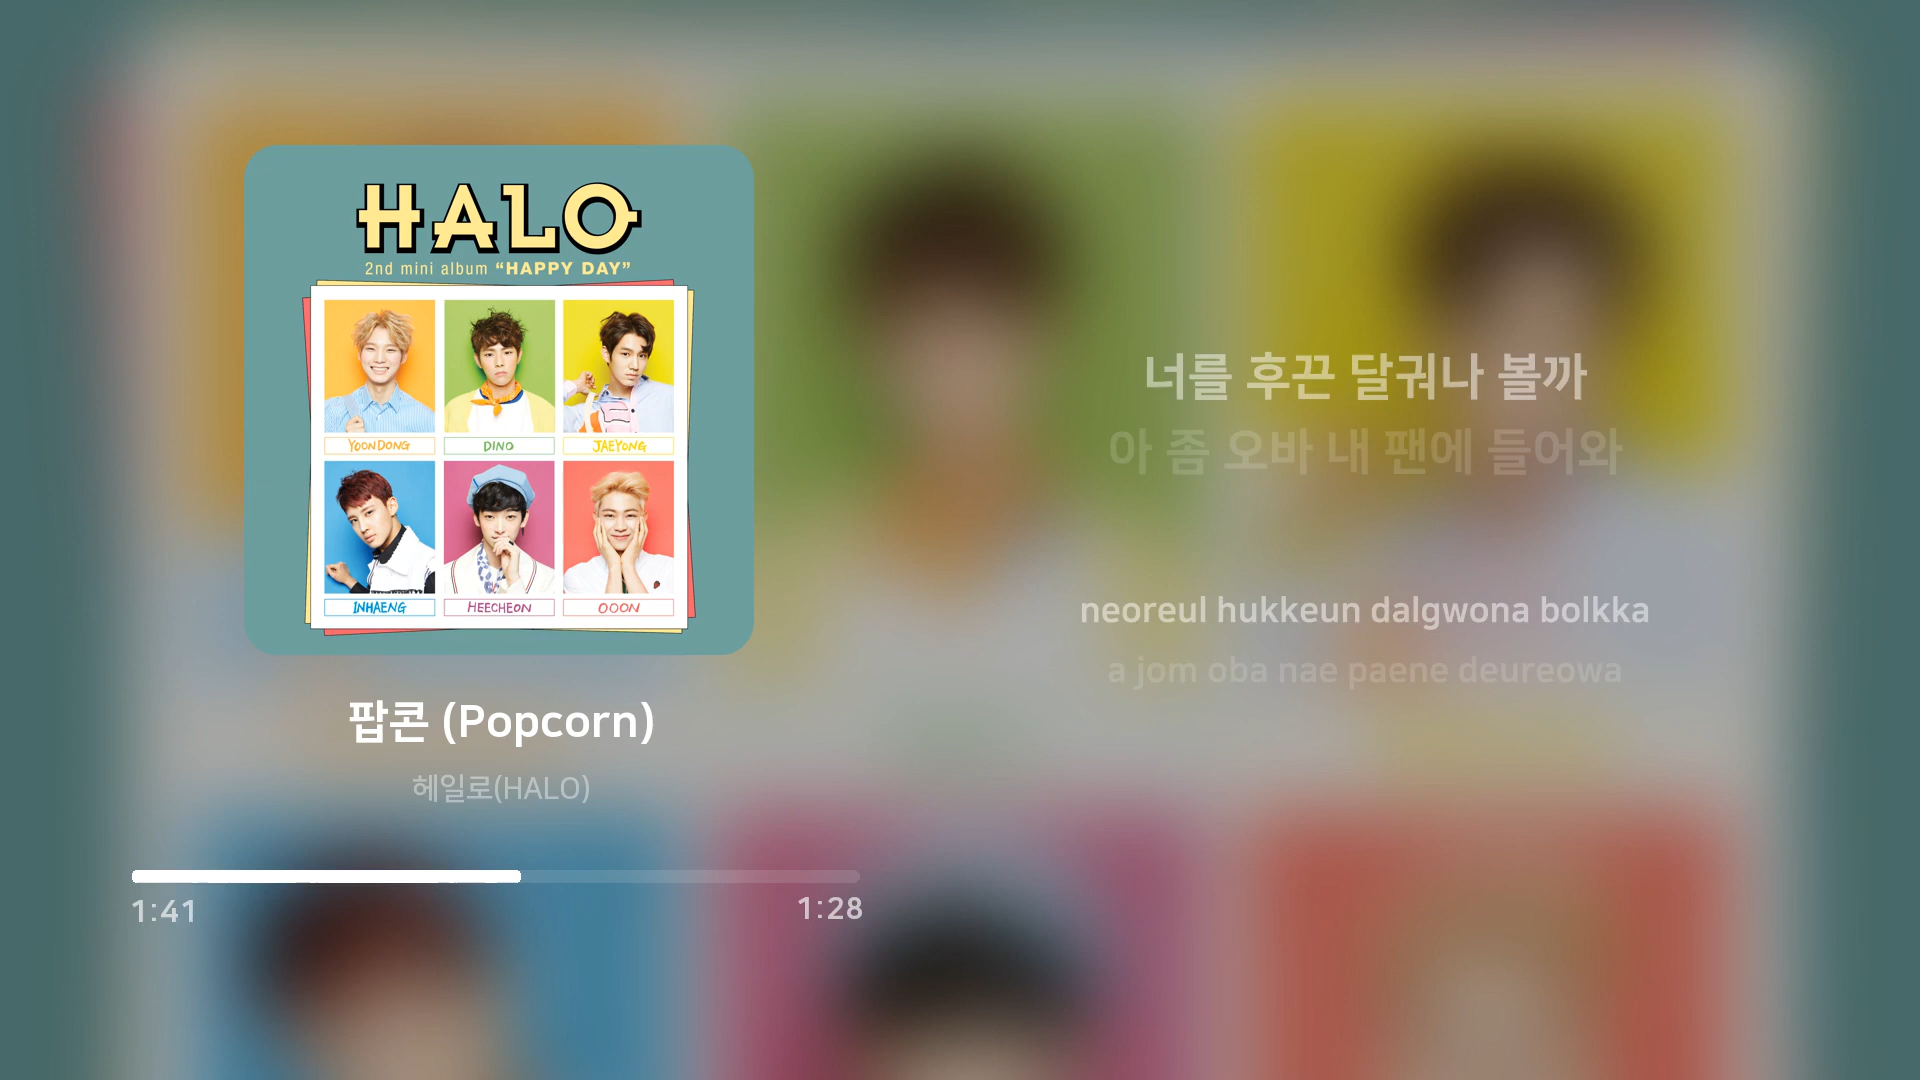 HALO
2nd mini album “HAPPY DAY”
YOONDONG
DINO
JAEYONG
INHAENG
HEECHEON
OOON
팝콘 (Popcorn)
헤일로(HALO)
1:41
1:28
너를 후끈 달궈나 볼까
아 좀 오바 내 팬에 들어와
neoreul hukkeun dalgwona bolkka
a jom oba nae paene deureowa